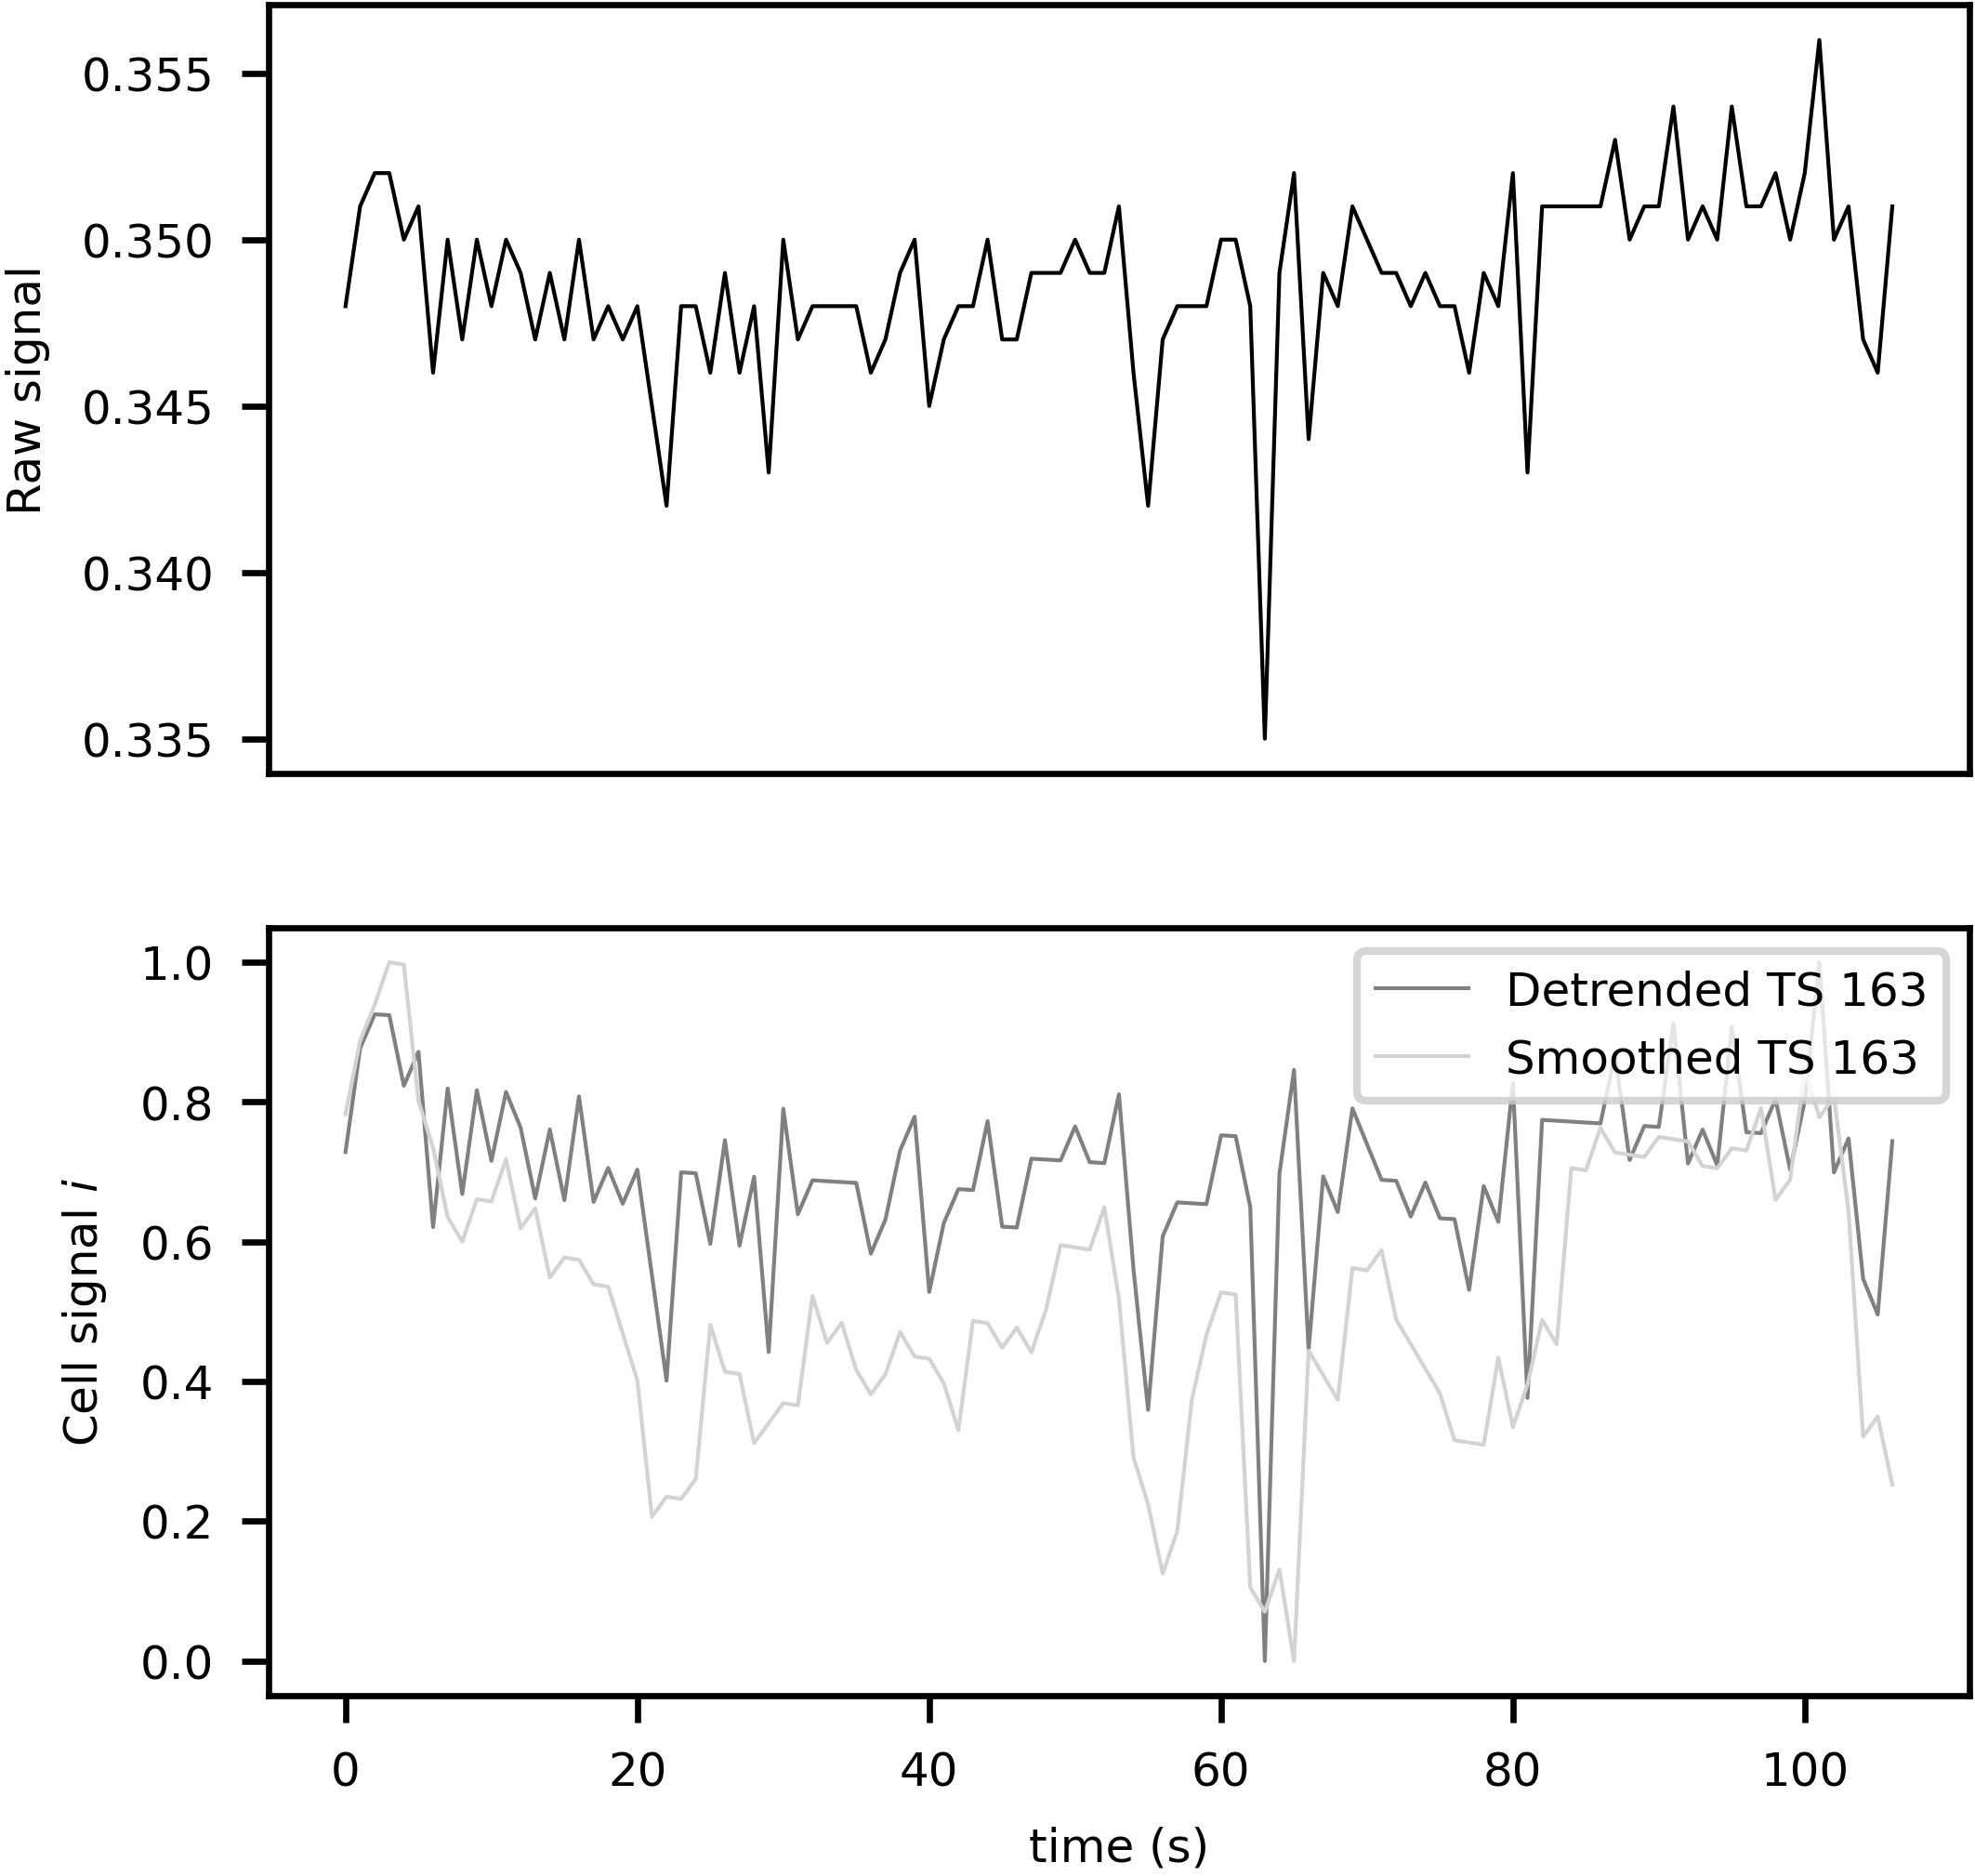 Raw signal
0.355
0.350
0.345
0.340
0.335
Cell signal i
1.0
0.8
0.6
0.4
0.2
0.0
Detrended TS 163
Smoothed TS 163
0 20 40 60 80 100
time (s)